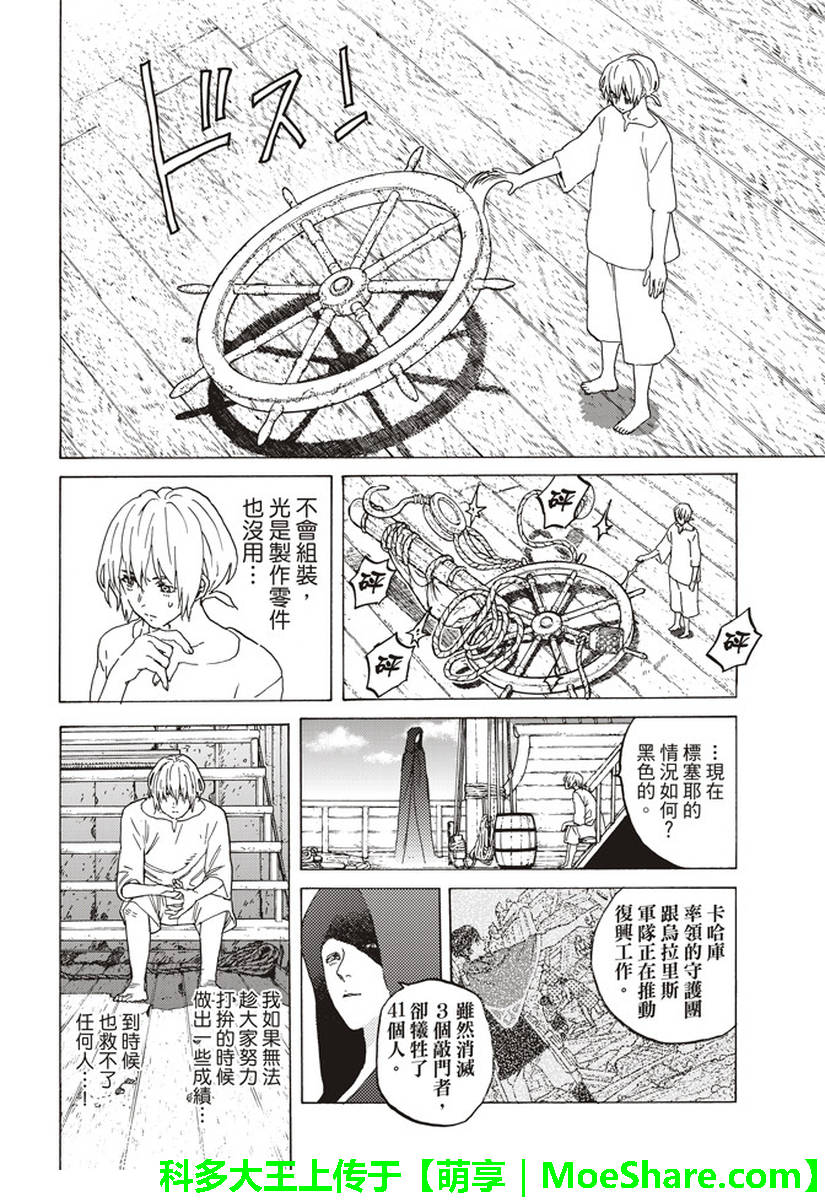 ドス！
不會組裝，
光是製作零件
也沒用…
…現在
標塞耶的
情況如何？
黑色的。
卡哈庫
率領的守護團
跟烏拉里斯
軍隊正在推動
復興工作。
雖然消滅
３個敲門者，
卻犧牲了
41個人。
我如果無法
趁大家努力
打拚的時候
做出一些成績…
到時候
也救不了
任何人…！
科多大王上传于【萌享｜MoeShare.com】